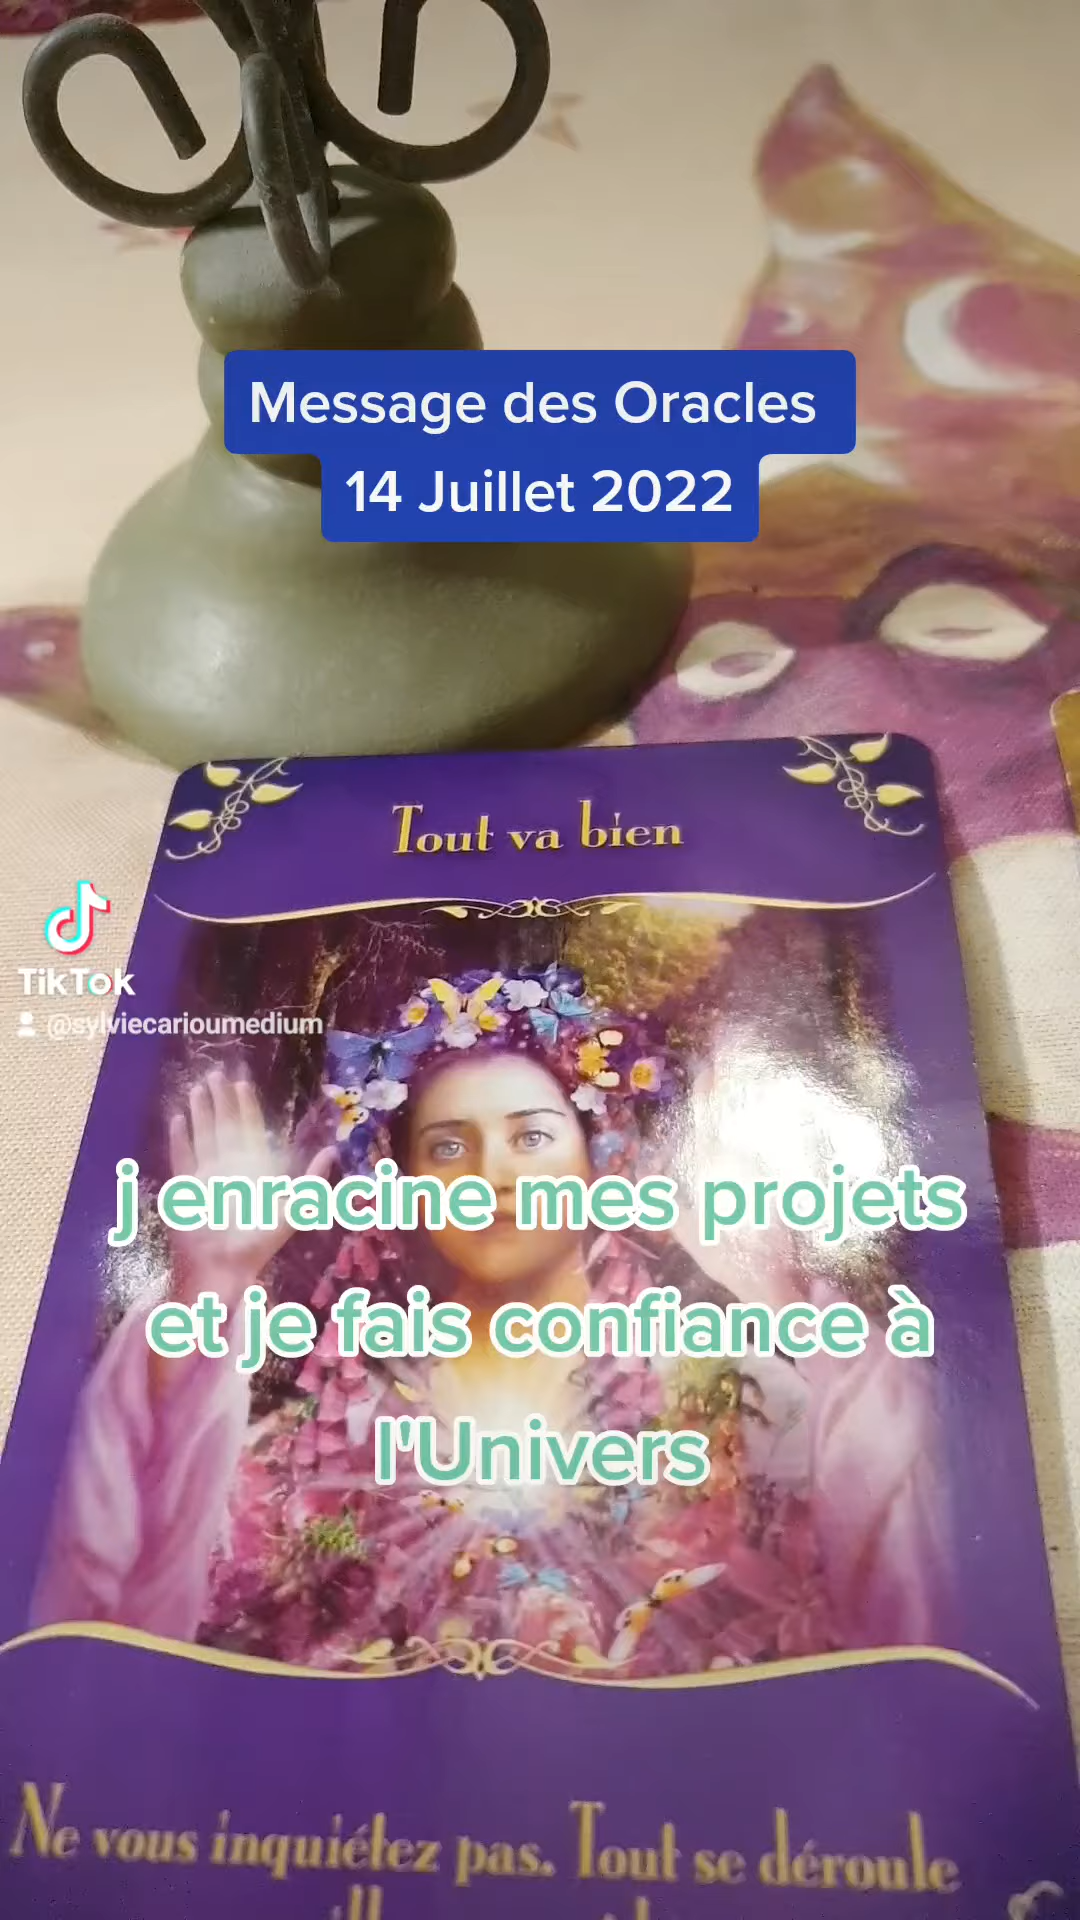 Message des Oracles
14 Juillet 2022
Tout va bien
TikTok
@sylviecarioumedium
j enracine mes projets
et je fais confiance à
l'Univers
Ne vous inquiétez pas. Tout se déroule